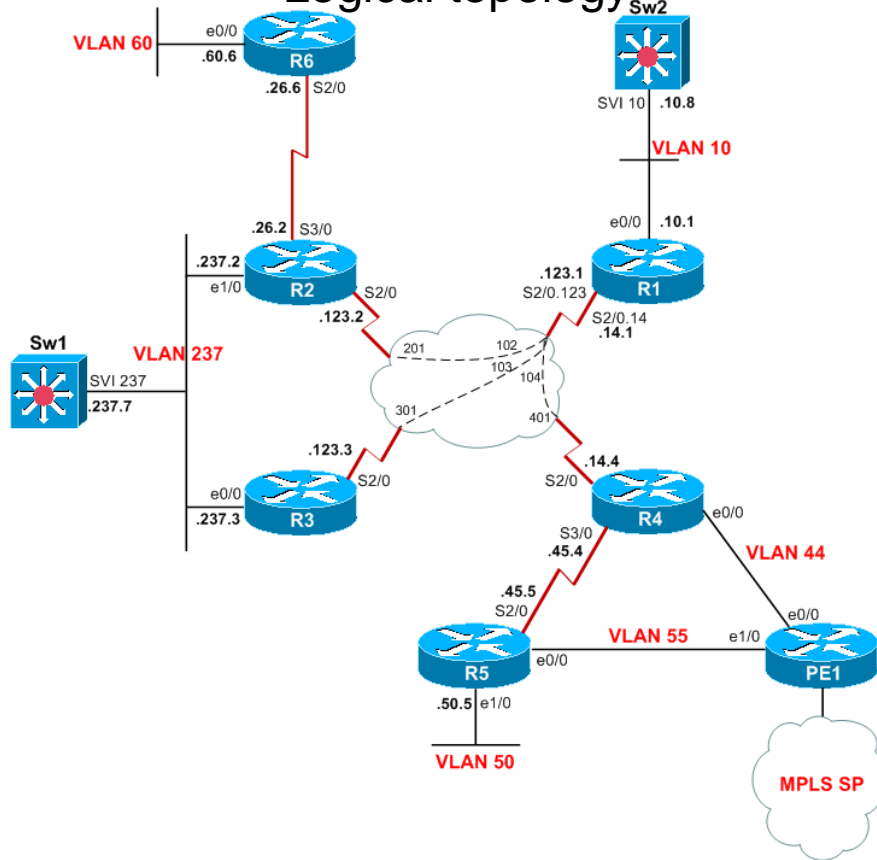 Logical topology
Sw2
VLAN 60
e0/0
.60.6
R6
.26.6 S2/0
SVI 10 .10.8
VLAN 10
.26.2 S3/0
e0/0 .10.1
.237.2
e1/0
R2
S2/0
.123.2
.123.1
S2/0.123
R1
S2/0.14
.14.1
Sw1
VLAN 237
SVI 237
.237.7
201
102
103
104
301
401
.123.3
S2/0
.14.4
S2/0
e0/0
.237.3
R3
R4
e0/0
S3/0
.45.4
VLAN 44
.45.5
S2/0
e0/0
VLAN 55
e1/0
R5
e0/0
PE1
.50.5 e1/0
VLAN 50
MPLS SP